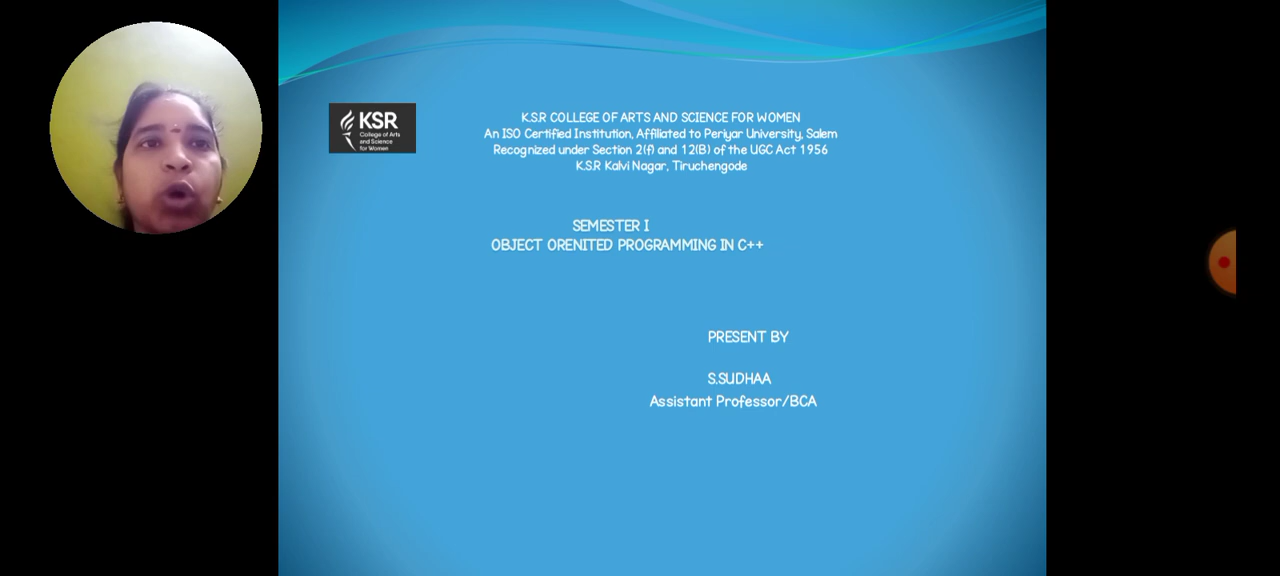 KSR
College of Arts
and Science
for Women
K.S.R COLLEGE OF ARTS AND SCIENCE FOR WOMEN
An ISO Certified Institution, Affiliated to Periyar University, Salem
Recognized under Section 2(f) and 12(B) of the UGC Act 1956
K.S.R Kalvi Nagar, Tiruchengode
SEMESTER I
OBJECT ORENITED PROGRAMMING IN C++
PRESENT BY
S.SUDHAA
Assistant Professor/BCA